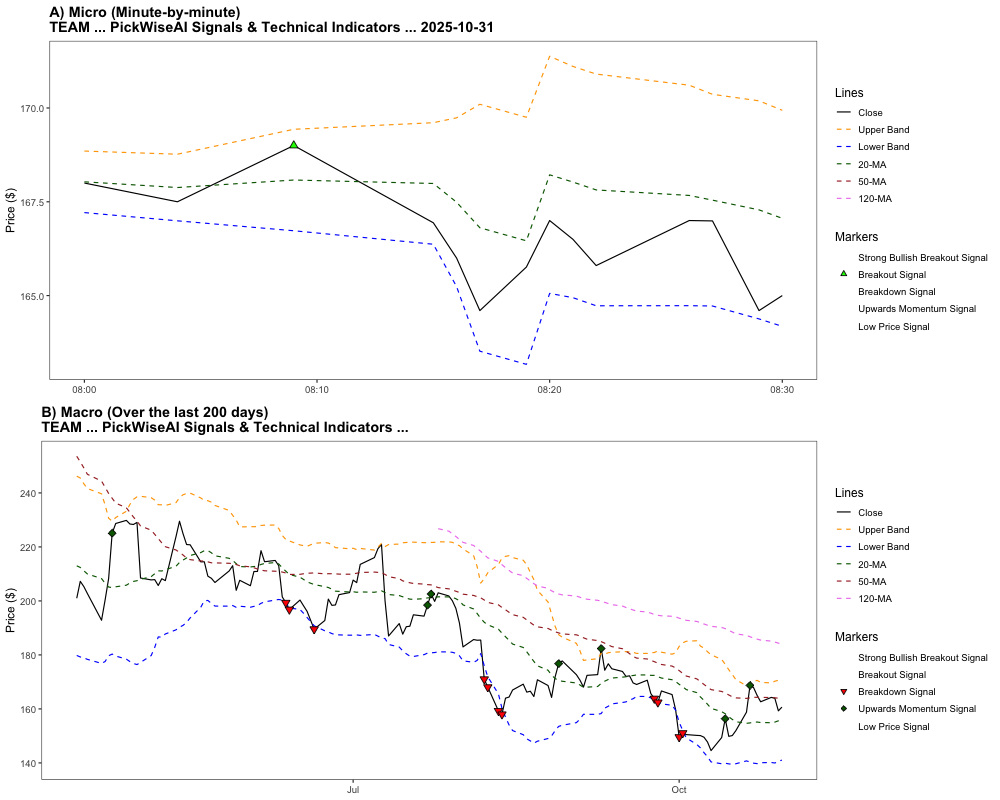 A) Micro (Minute-by-minute)
TEAM ... PickWiseAI Signals & Technical Indicators ... 2025-10-31
Price ($)
170.0
167.5
165.0
08:00
08:10
08:20
08:30
Lines
Close
Upper Band
Lower Band
20-MA
50-MA
120-MA
Markers
Strong Bullish Breakout Signal
Breakout Signal
Breakdown Signal
Upwards Momentum Signal
Low Price Signal
B) Macro (Over the last 200 days)
TEAM ... PickWiseAI Signals & Technical Indicators ...
Price ($)
240
220
200
180
160
140
Jul
Oct
Lines
Close
Upper Band
Lower Band
20-MA
50-MA
120-MA
Markers
Strong Bullish Breakout Signal
Breakout Signal
Breakdown Signal
Upwards Momentum Signal
Low Price Signal